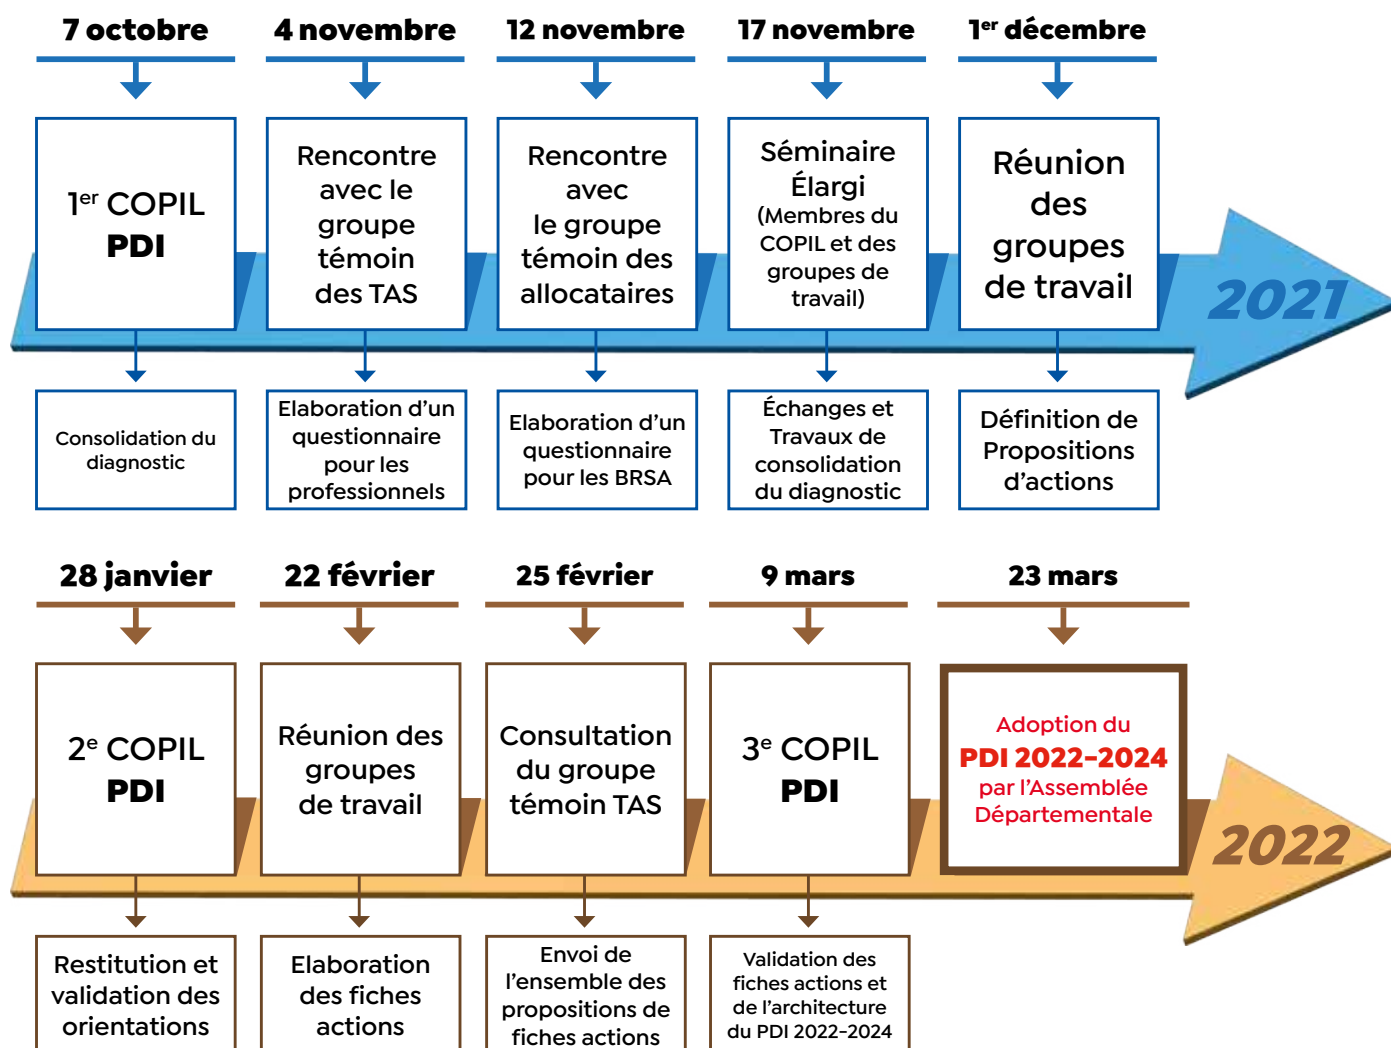 7 octobre
4 novembre
12 novembre
17 novembre
1er décembre
1er COPIL
PDI
Rencontre
avec le
groupe
témoin
des TAS
Rencontre
avec
le groupe
témoin des
allocataires
Séminaire
Élargi
(Membres du
COPIL et des
groupes de
travail)
Réunion
des
groupes
de travail
2021
Consolidation du
diagnostic
Elaboration d'un
questionnaire
pour les
professionnels
Elaboration d'un
questionnaire
pour les BRSA
Échanges et
Travaux de
consolidation
du diagnostic
Définition de
Propositions
d'actions
28 janvier
22 février
25 février
9 mars
23 mars
2e COPIL
PDI
Réunion des
groupes
de travail
Consultation
du groupe
témoin TAS
3e COPIL
PDI
Adoption du
PDI 2022-2024
par l'Assemblée
Départementale
2022
Restitution et
validation des
orientations
Elaboration
des fiches
actions
Envoi de
l'ensemble des
propositions de
fiches actions
Validation des
fiches actions et
de l'architecture
du PDI 2022-2024